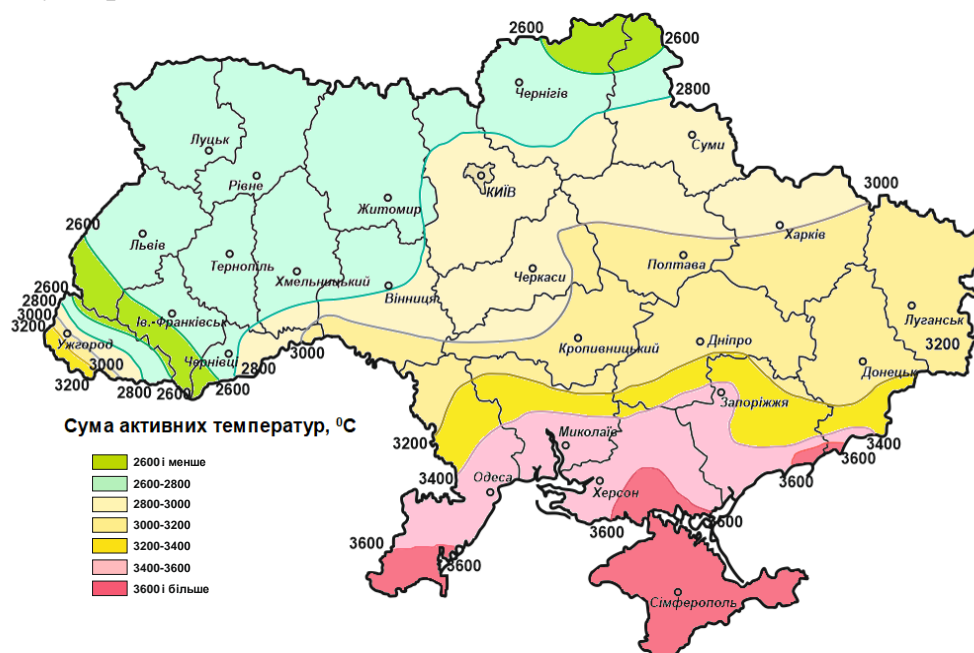 2600
2600
2800
Чернігів
Суми
Луцьк
Рівне
КИЇВ
Житомир
3000
2600
Львів
Тернопіль
Хмельницький
Вінниця
Черкаси
Полтава
Харків
2600
2800
3000
3200
Ужгород
Ів.-Франківськ
Чернівці
3000
2800
3000
3200
2800
2600
2600
Кропивницький
Дніпро
Луганськ
3200
Донецьк
Запоріжжя
Сума активних температур, ⁰С
2600 і менше
2600-2800
2800-3000
3000-3200
3200-3400
3400-3600
3600 і більше
3200
3400
Миколаїв
Одеса
Херсон
3400
3600
3600
3600
3600
3600
3600
Сімферополь